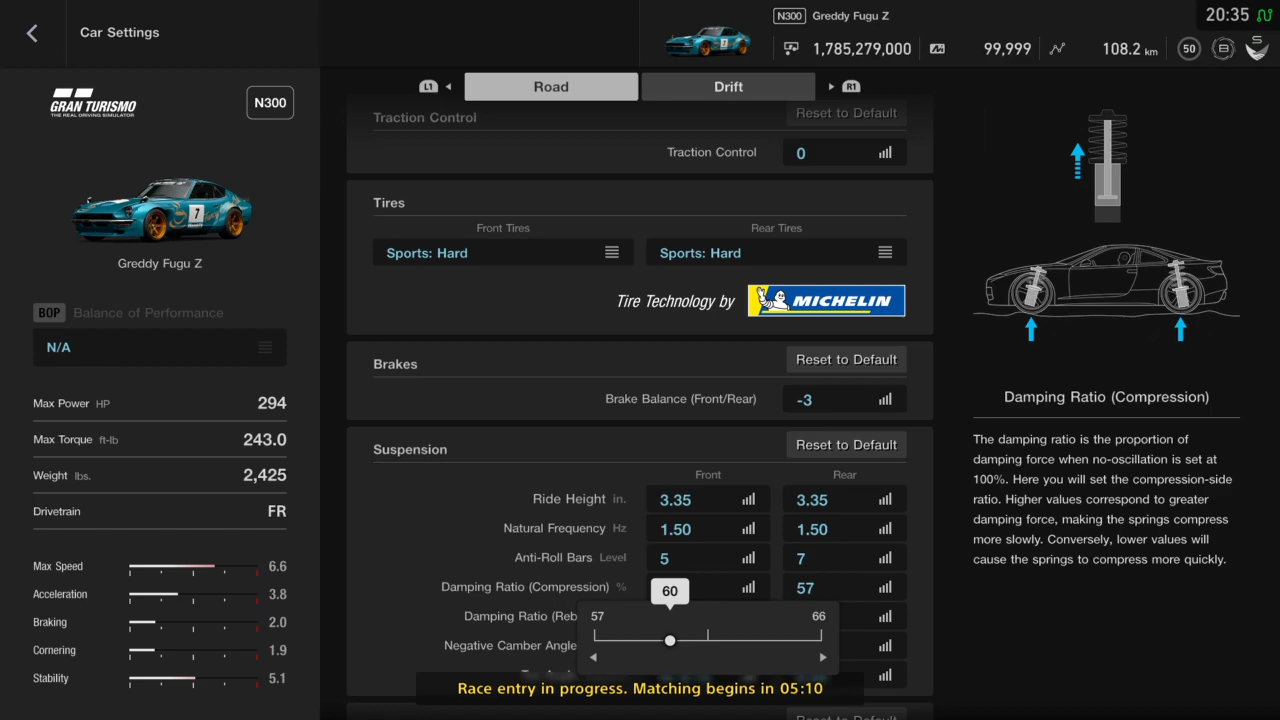 Car Settings
N300 Greddy Fugu Z
20:35
1,785,279,000
99,999
108.2 km
50
B
S
L1 Road Drift R1
GRAN TURISMO
THE REAL DRIVING SIMULATOR
N300
7
Greddy Fugu Z
BOP Balance of Performance
N/A
Max Power HP 294
Max Torque ft-lb 243.0
Weight lbs. 2,425
Drivetrain FR
Max Speed 6.6
Acceleration 3.8
Braking 2.0
Cornering 1.9
Stability 5.1
Traction Control Reset to Default
Traction Control 0
Tires
Front Tires Rear Tires
Sports: Hard Sports: Hard
Tire Technology by MICHELIN
Brakes Reset to Default
Brake Balance (Front/Rear) -3
Suspension Reset to Default
Front Rear
Ride Height in. 3.35 3.35
Natural Frequency Hz 1.50 1.50
Anti-Roll Bars Level 5 7
Damping Ratio (Compression) % 60 57
Damping Ratio (Reb 57 66
Negative Camber Angle
Race entry in progress. Matching begins in 05:10
Reset to Default
Damping Ratio (Compression)
The damping ratio is the proportion of
damping force when no-oscillation is set at
100%. Here you will set the compression-side
ratio. Higher values correspond to greater
damping force, making the springs compress
more slowly. Conversely, lower values will
cause the springs to compress more quickly.